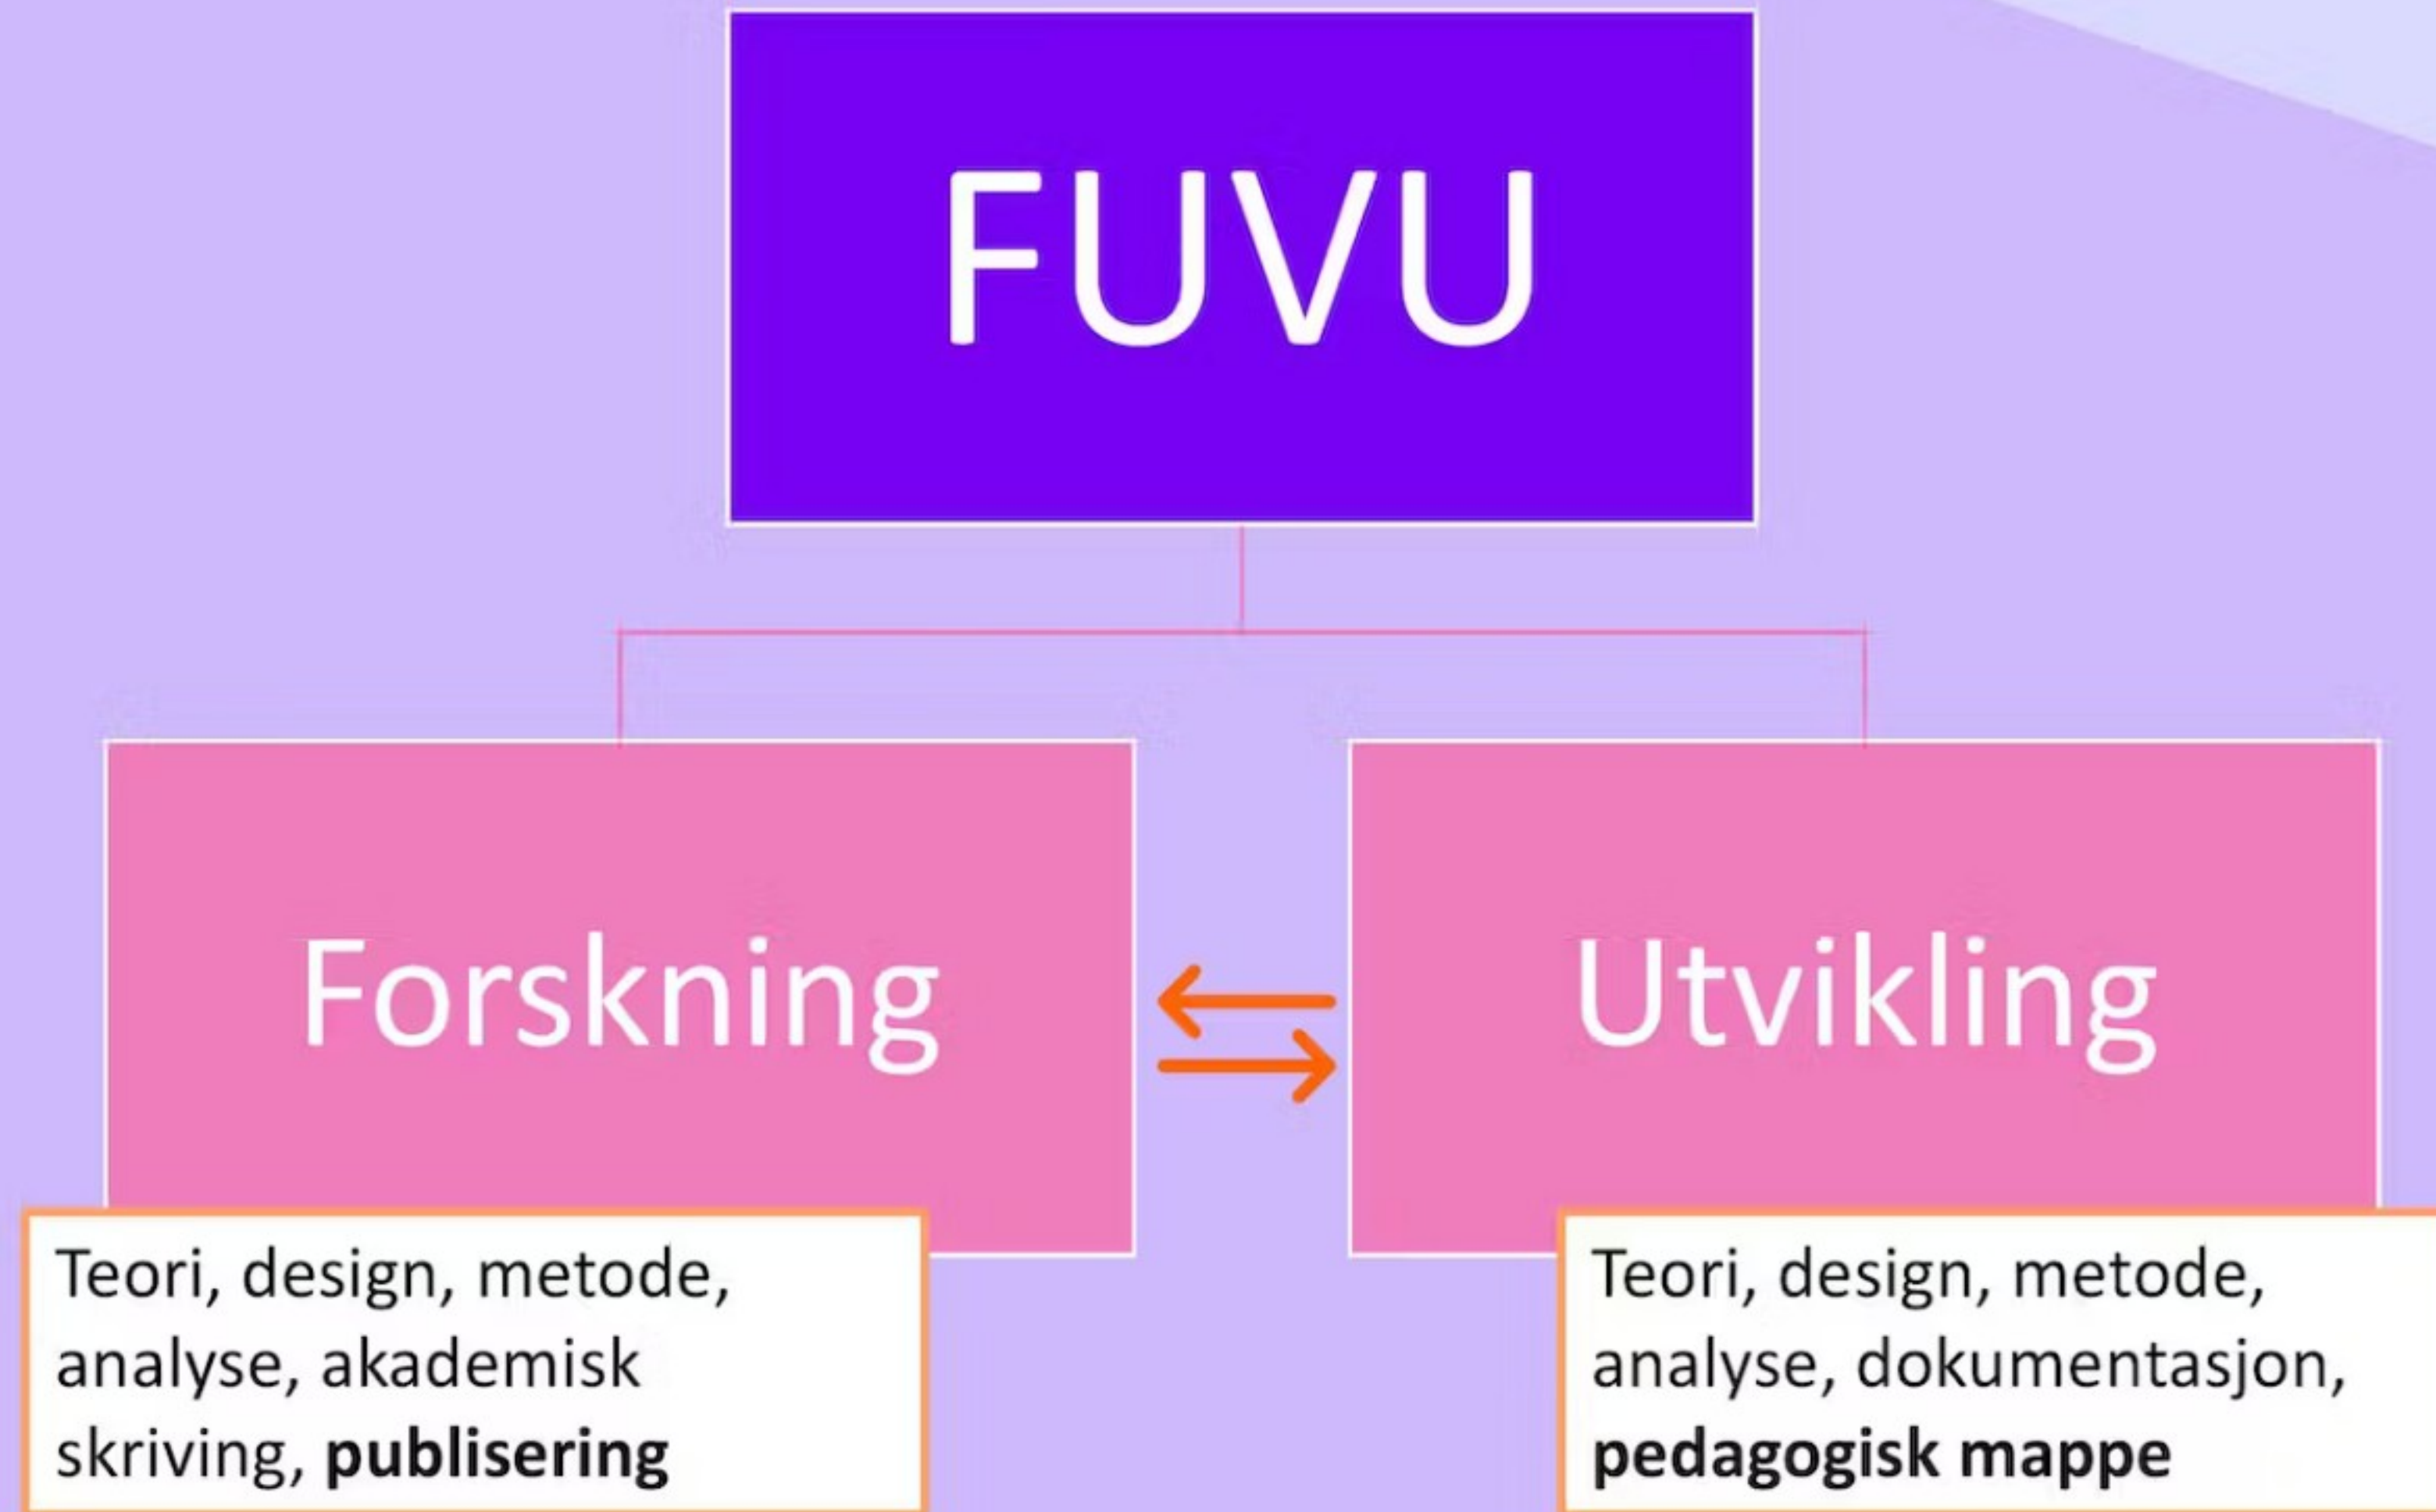 FUVU
Forskning
Utvikling
Teori, design, metode,
analyse, akademisk
skriving, publisering
Teori, design, metode,
analyse, dokumentasjon,
pedagogisk mappe